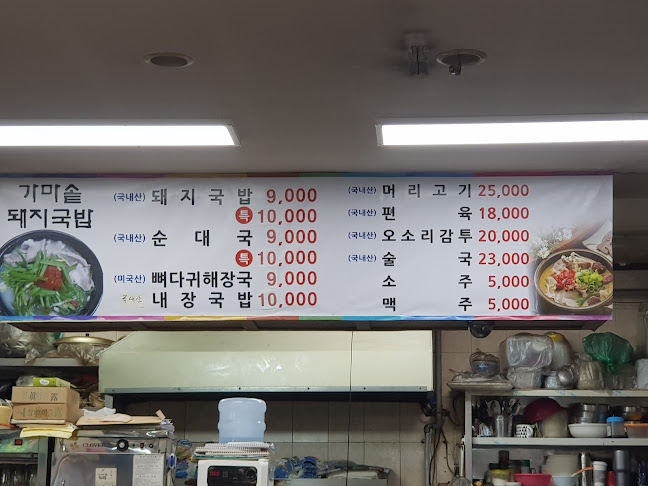 가마솥
돼지국밥
(국내산) 돼지국밥 9,000
특 10,000
(국내산) 순대국 9,000
특 10,000
(미국산) 뼈다귀해장국 9,000
국내산 내장국밥 10,000
(국내산) 머리고기 25,000
(국내산) 편육 18,000
(국내산) 오소리감투 20,000
(국내산) 술국 23,000
소주 5,000
맥주 5,000
CLOVER